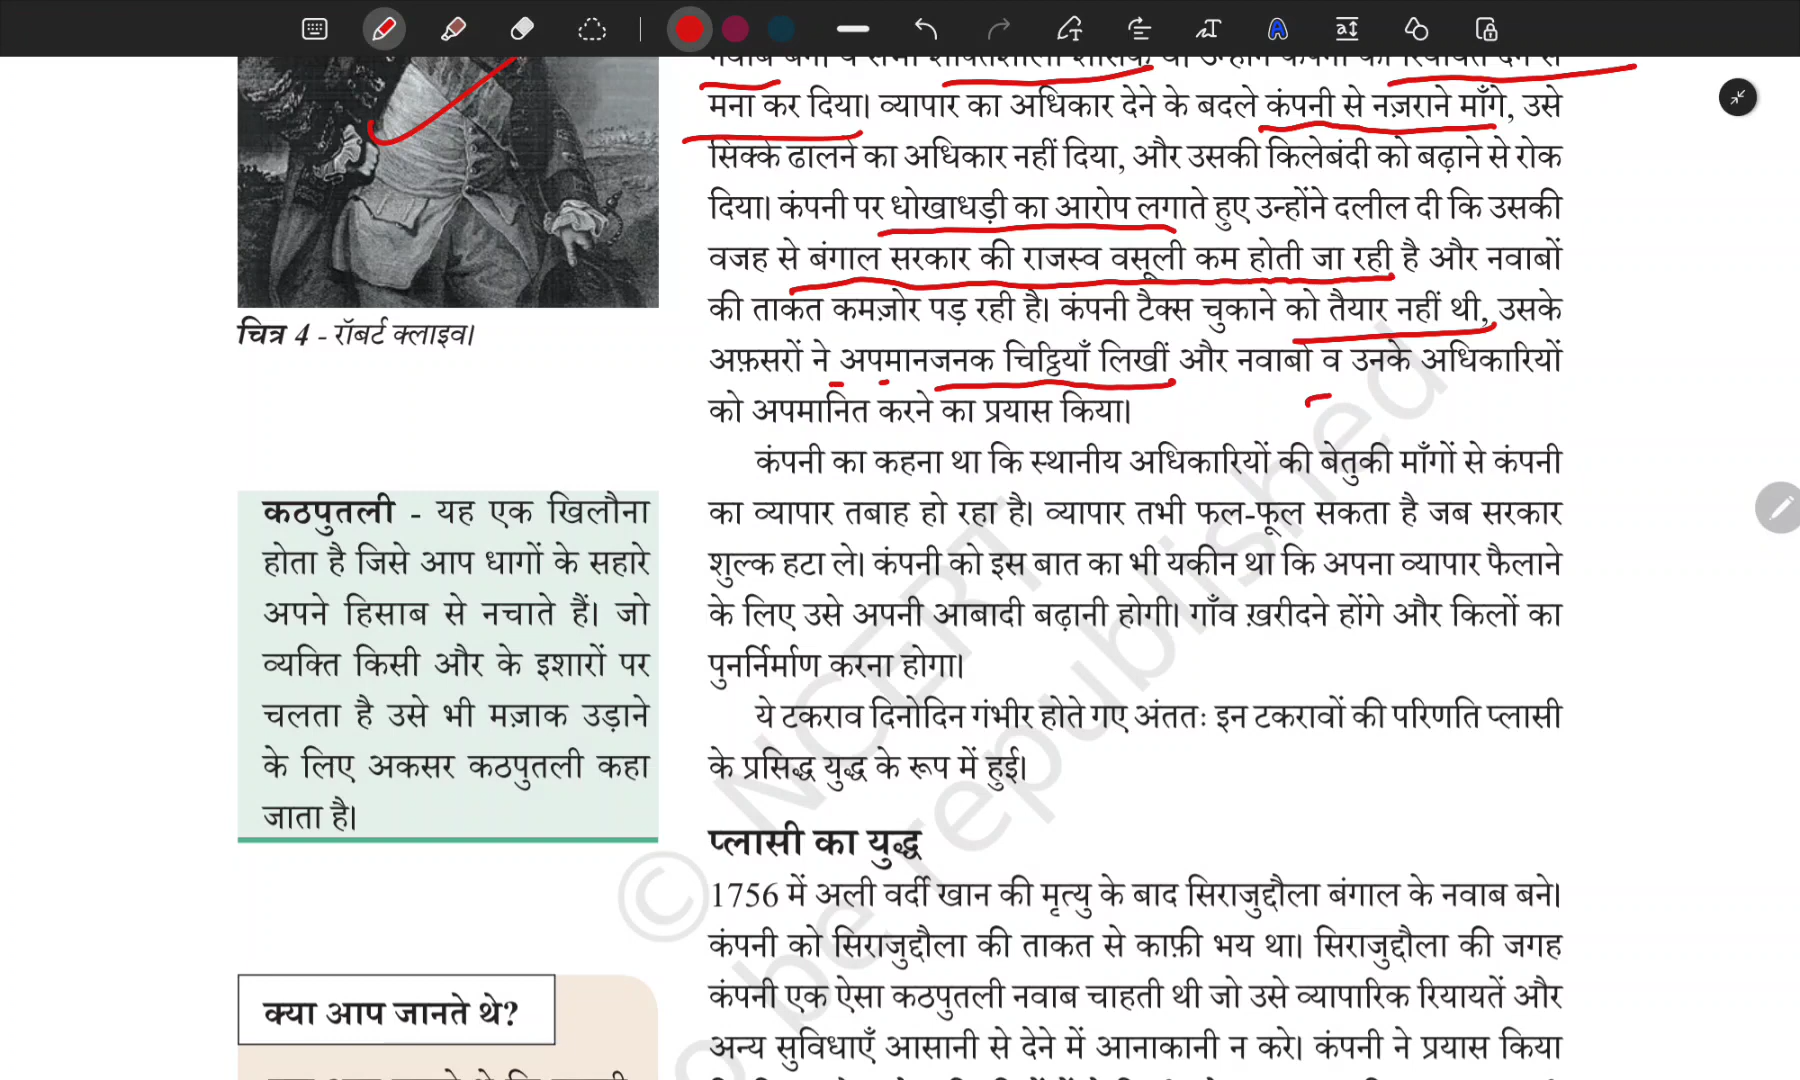 मना कर दिया। व्यापार का अधिकार देने के बदले कंपनी से नज़राने माँगे, उसे
सिक्के ढालने का अधिकार नहीं दिया, और उसकी किलेबंदी को बढ़ाने से रोक
दिया। कंपनी पर धोखाधड़ी का आरोप लगाते हुए उन्होंने दलील दी कि उसकी
वजह से बंगाल सरकार की राजस्व वसूली कम होती जा रही है और नवाबों
की ताकत कमज़ोर पड़ रही है। कंपनी टैक्स चुकाने को तैयार नहीं थी, उसके
अफ़सरों ने अपमानजनक चिट्ठियाँ लिखीं और नवाबों व उनके अधिकारियों
को अपमानित करने का प्रयास किया।
कंपनी का कहना था कि स्थानीय अधिकारियों की बेतुकी माँगों से कंपनी
का व्यापार तबाह हो रहा है। व्यापार तभी फल-फूल सकता है जब सरकार
शुल्क हटा ले। कंपनी को इस बात का भी यकीन था कि अपना व्यापार फैलाने
के लिए उसे अपनी आबादी बढ़ानी होगी। गाँव ख़रीदने होंगे और किलों का
पुनर्निर्माण करना होगा।
ये टकराव दिनोदिन गंभीर होते गए अंततः इन टकरावों की परिणति प्लासी
के प्रसिद्ध युद्ध के रूप में हुई।
प्लासी का युद्ध
1756 में अली वर्दी खान की मृत्यु के बाद सिराजुद्दौला बंगाल के नवाब बने।
कंपनी को सिराजुद्दौला की ताकत से काफ़ी भय था। सिराजुद्दौला की जगह
कंपनी एक ऐसा कठपुतली नवाब चाहती थी जो उसे व्यापारिक रियायतें और
अन्य सुविधाएँ आसानी से देने में आनाकानी न करे। कंपनी ने प्रयास किया
चित्र 4 - रॉबर्ट क्लाइव।
कठपुतली - यह एक खिलौना
होता है जिसे आप धागों के सहारे
अपने हिसाब से नचाते हैं। जो
व्यक्ति किसी और के इशारों पर
चलता है उसे भी मज़ाक उड़ाने
के लिए अकसर कठपुतली कहा
जाता है।
क्या आप जानते थे?
© NCERT
be republished